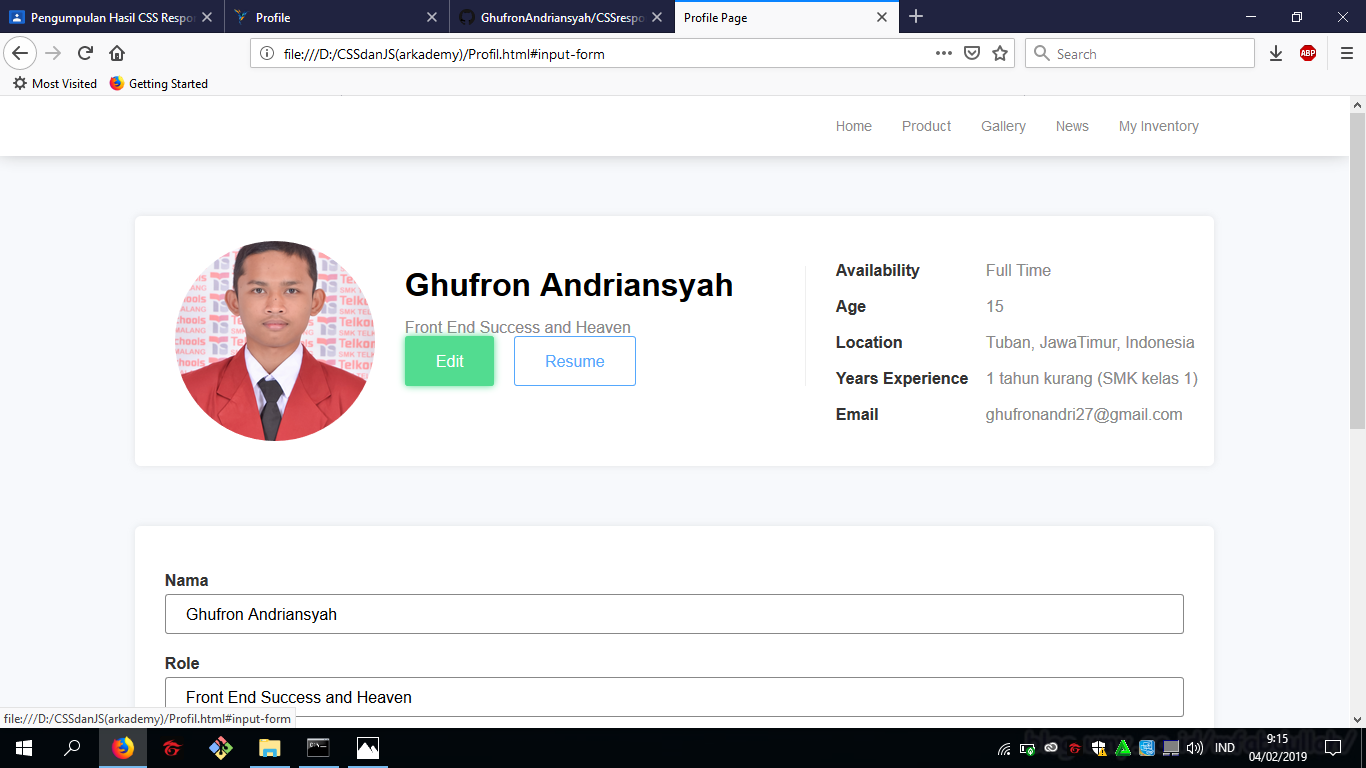 Pengumpulan Hasil CSS Respo
Profile
GhufronAndriansyah/CSSrespo
Profile Page
file:///D:/CSSdanJS(arkademy)/Profil.html#input-form
Search
ABP
Most Visited
Getting Started
Home
Product
Gallery
News
My Inventory
Ghufron Andriansyah
Front End Success and Heaven
Edit
Resume
Availability
Full Time
Age
15
Location
Tuban, JawaTimur, Indonesia
Years Experience
1 tahun kurang (SMK kelas 1)
Email
ghufronandri27@gmail.com
Nama
Ghufron Andriansyah
Role
Front End Success and Heaven
file:///D:/CSSdanJS(arkademy)/Profil.html#input-form
IND
9:15
04/02/2019